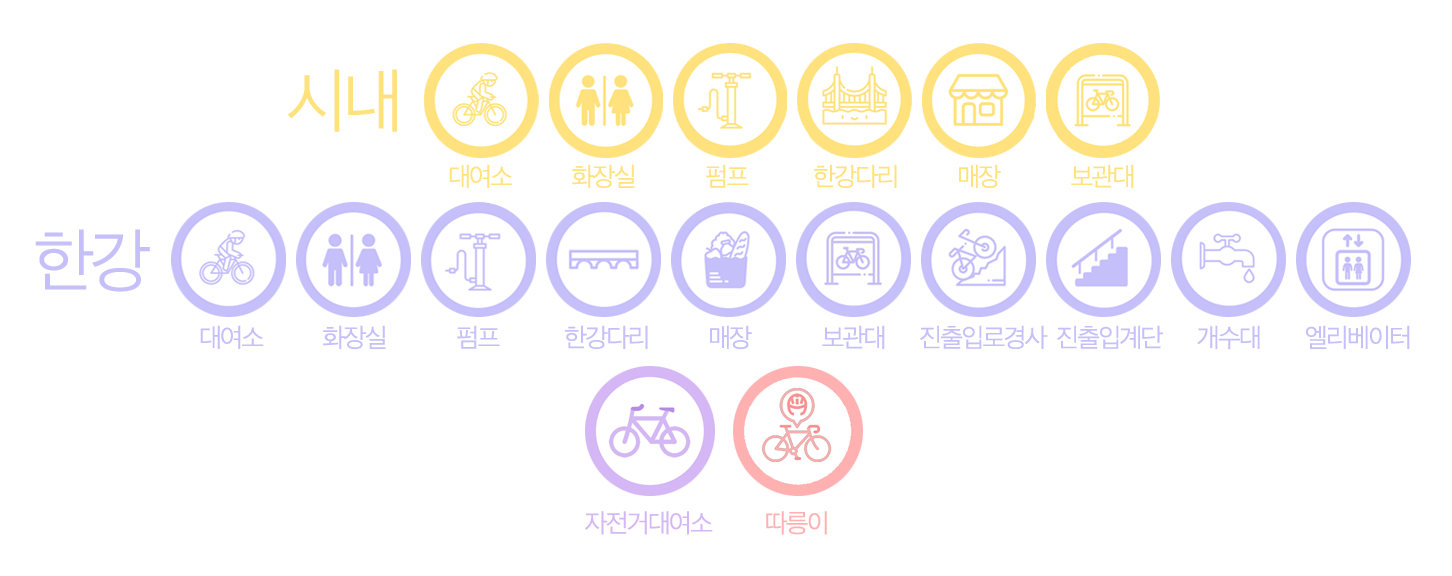 시내
대여소 화장실 펌프 한강다리 매장 보관대
한강
대여소 화장실 펌프 한강다리 매장 보관대 진출입로경사 진출입계단 개수대 엘리베이터
자전거대여소 따릉이